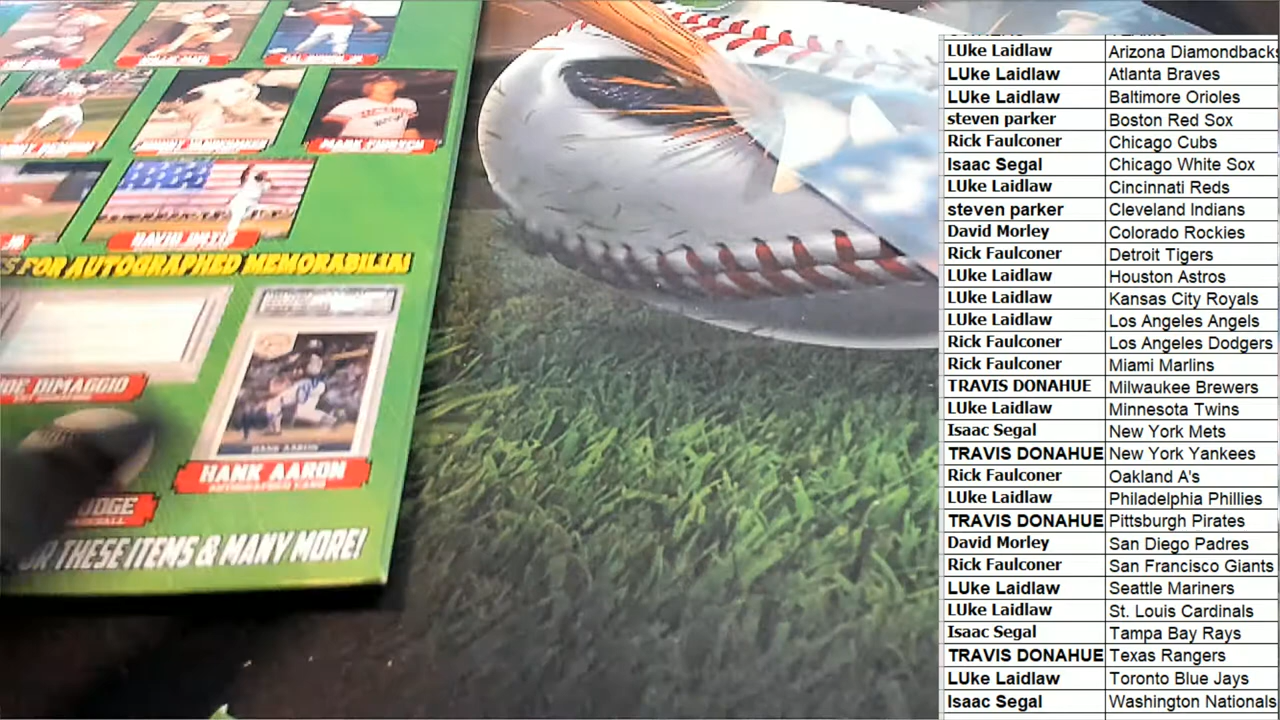 DAVID ORTIZ
S FOR AUTOGRAPHED MEMORABILIA!
OE DIMAGGIO
HANK AARON
HANK AARON
AUTOGRAPHED CARD
UDGE
BASEBALL
OR THESE ITEMS & MANY MORE!
LUke Laidlaw Arizona Diamondbacks
LUke Laidlaw Atlanta Braves
LUke Laidlaw Baltimore Orioles
steven parker Boston Red Sox
Rick Faulconer Chicago Cubs
Isaac Segal Chicago White Sox
LUke Laidlaw Cincinnati Reds
steven parker Cleveland Indians
David Morley Colorado Rockies
Rick Faulconer Detroit Tigers
LUke Laidlaw Houston Astros
LUke Laidlaw Kansas City Royals
LUke Laidlaw Los Angeles Angels
Rick Faulconer Los Angeles Dodgers
Rick Faulconer Miami Marlins
TRAVIS DONAHUE Milwaukee Brewers
LUke Laidlaw Minnesota Twins
Isaac Segal New York Mets
TRAVIS DONAHUE New York Yankees
Rick Faulconer Oakland A's
LUke Laidlaw Philadelphia Phillies
TRAVIS DONAHUE Pittsburgh Pirates
David Morley San Diego Padres
Rick Faulconer San Francisco Giants
LUke Laidlaw Seattle Mariners
LUke Laidlaw St. Louis Cardinals
Isaac Segal Tampa Bay Rays
TRAVIS DONAHUE Texas Rangers
LUke Laidlaw Toronto Blue Jays
Isaac Segal Washington Nationals